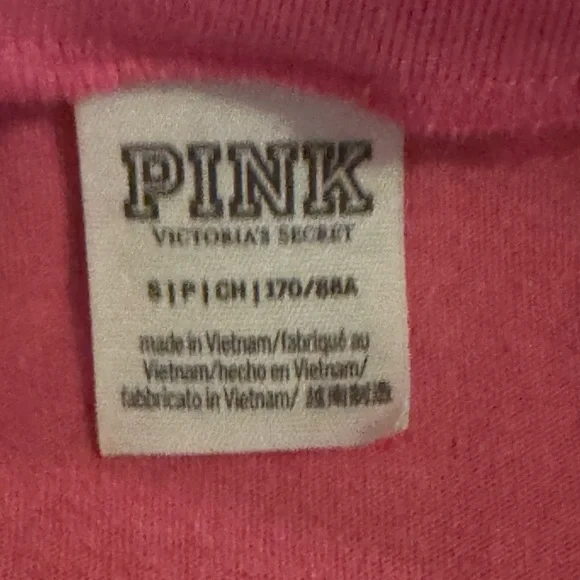 PINK
VICTORIA'S SECRET
S | P | CH | 170/88A
made in Vietnam/fabriqué au
Vietnam/hecho en Vietnam/
fabbricato in Vietnam/ 越南制造